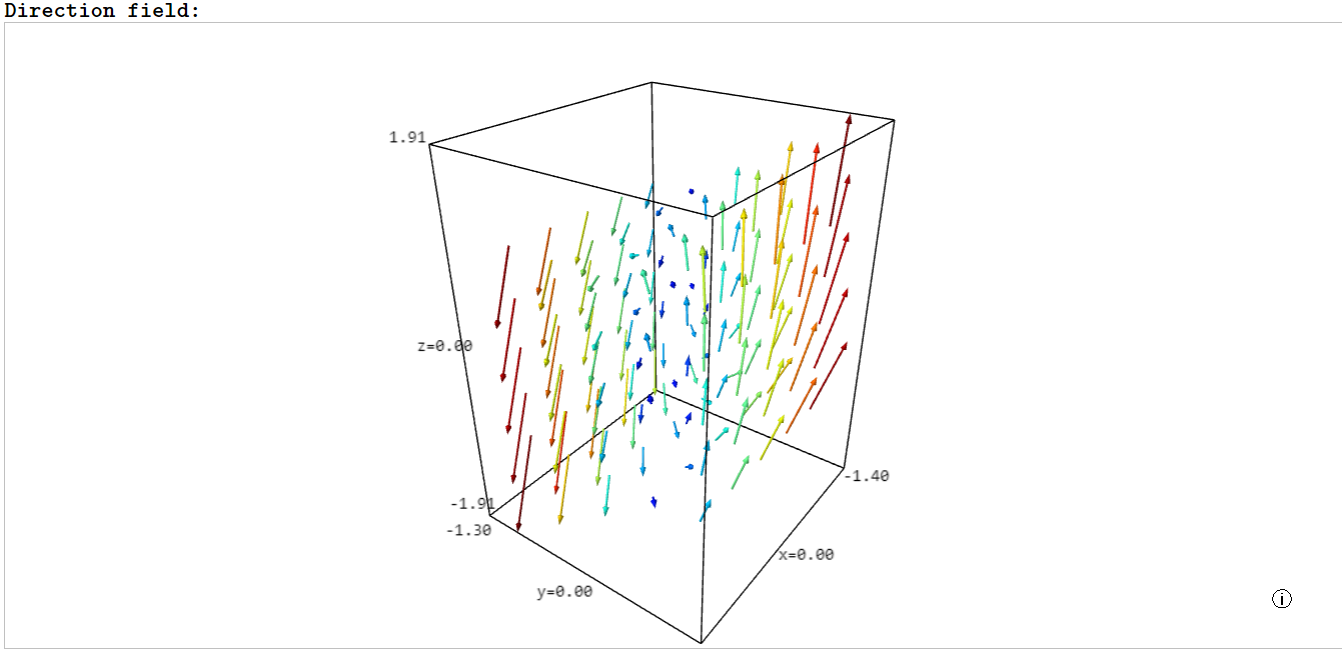 Direction field:
1.91
z=0.00
-1.91
-1.30
-1.40
x=0.00
y=0.00
i